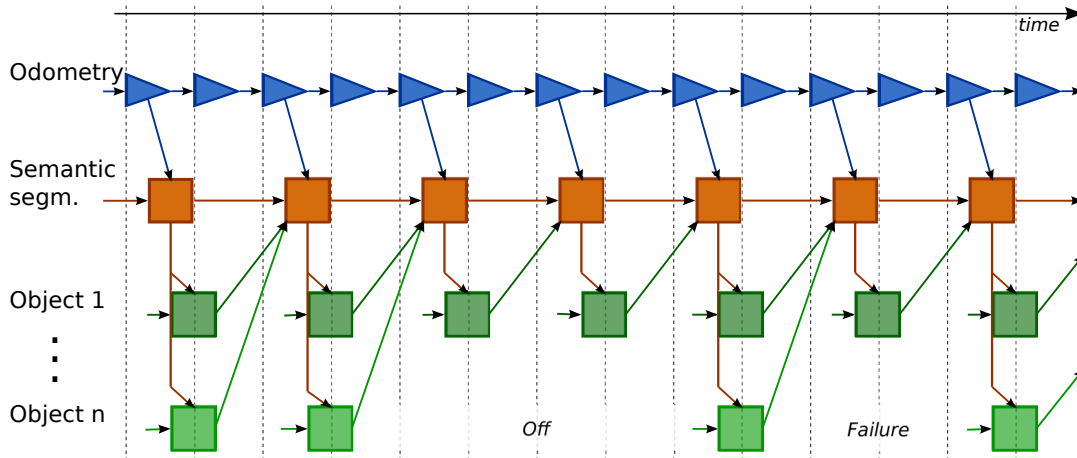 time
Odometry
Semantic
segm.
Object 1
Object n
Off
Failure